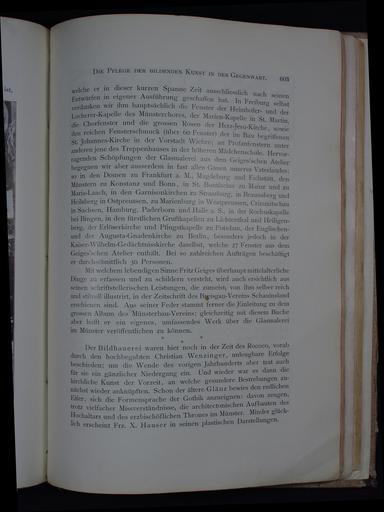 ist,
DIE PFLEGE DER BILDENDEN KUNST IN DER GEGENWART. 603
welche er in dieser kurzen Spanne Zeit ausschliesslich nach seinen
Entwürfen in eigener Ausführung geschaffen hat. In Freiburg selbst
verdanken wir ihm hauptsächlich die Fenster der Heimhofer- und der
Locherer-Kapelle des Münsterchores, der Marien-Kapelle in St. Martin,
die Chorfenster und die grossen Rosen der Herz-Jesu-Kirche, sowie
den reichen Fensterschmuck (über 60 Fenster) der im Bau begriffenen
St. Johannes-Kirche in der Vorstadt Wiehre; an Profanfenstern unter
anderen jene des Treppenhauses in der höheren Mädchenschule. Hervor-
ragenden Schöpfungen der Glasmalerei aus dem Geiges'schen Atelier
begegnen wir aber ausserdem in fast allen Gauen unseres Vaterlandes:
so in den Domen zu Frankfurt a. M., Magdeburg und Eichstätt, den
Münstern zu Konstanz und Bonn, in St. Bonifacius zu Mainz und zu
Maria-Laach, in den Garnisonkirchen zu Strassburg, in Braunsberg und
Heilsberg in Ostpreussen, zu Marienburg in Westpreussen, Crimmitschau
in Sachsen, Hamburg, Paderborn und Halle a. S., in der Rochuskapelle
bei Bingen, in den fürstlichen Gruftkapellen zu Lichtenthal und Heiligen-
berg, der Erlöserkirche und Pfingstkapelle zu Potsdam, der Englischen-
und der Augusta-Gnadenkirche zu Berlin, besonders jedoch in der
Kaiser-Wilhelm-Gedächtniskirche daselbst, welche 27 Fenster aus dem
Geiges'schen Atelier enthält. Bei so zahlreichen Aufträgen beschäftigt
er durchschnittlich 30 Personen.
Mit welchem lebendigen Sinne Fritz Geiges überhaupt mittelalterliche
Dinge zu erfassen und zu schildern versteht, wird auch ersichtlich aus
seinen schriftstellerischen Leistungen, die zumeist, von ihm selber reich
und stilvoll illustriert, in der Zeitschrift des Breisgau-Vereins Schauinsland
erschienen sind. Aus seiner Feder stammt ferner die Einleitung zu dem
grossen Album des Münsterbau-Vereins; gleichzeitig mit diesem Buche
aber hofft er ein eigenes, umfassendes Werk über die Glasmalerei
im Münster veröffentlichen zu können.
* * *
Der Bildhauerei waren hier noch in der Zeit des Rococo, vorab
durch den hochbegabten Christian Wenzinger, unleugbare Erfolge
beschieden; um die Wende des vorigen Jahrhunderts aber trat auch
für sie ein gänzlicher Niedergang ein. Und wieder war es dann die
kirchliche Kunst der Vorzeit, an welche gesundere Bestrebungen zu-
nächst wieder anknüpften. Schon der ältere Glänz bewies den redlichen
Eifer, sich die Formensprache der Gothik anzueignen; davon zeugen,
trotz vielfacher Missverständnisse, die architektonischen Aufbauten des
Hochaltars und des erzbischöflichen Thrones im Münster. Minder glück-
lich erscheint Frz. X. Hauser in seinen plastischen Darstellungen.